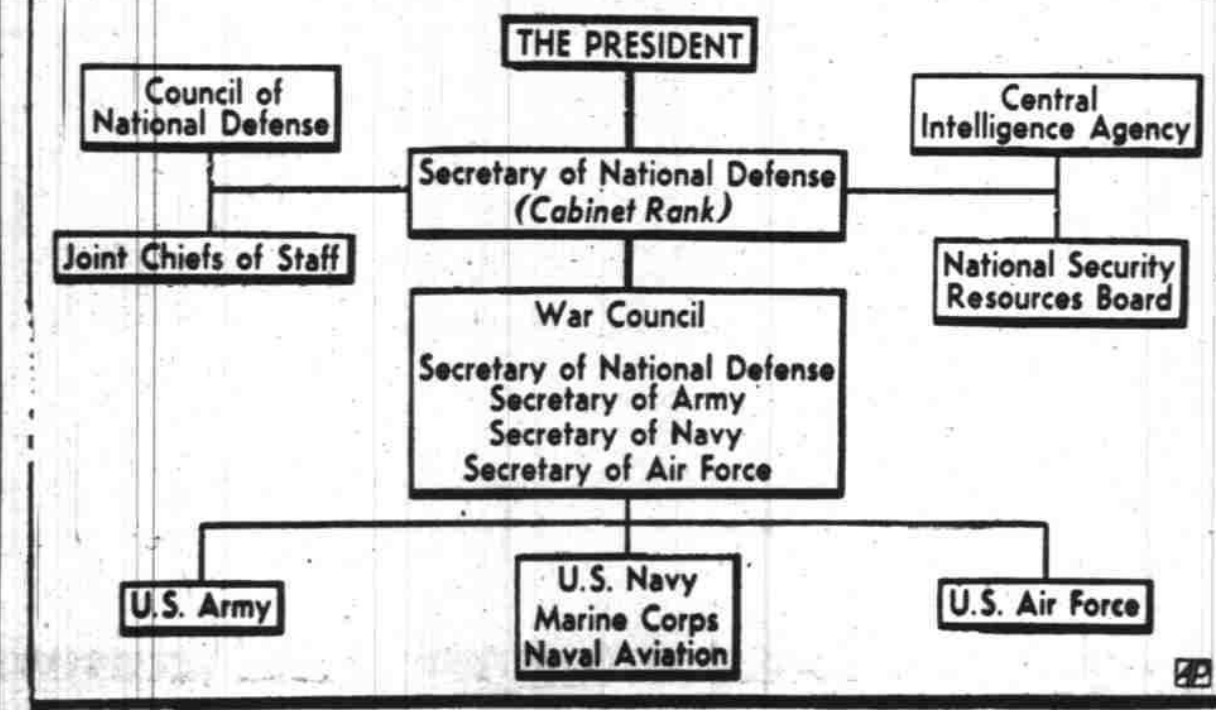 THE PRESIDENT
Council of
National Defense
Central
Intelligence Agency
Secretary of National Defense
(Cabinet Rank)
Joint Chiefs of Staff
National Security
Resources Board
War Council
Secretary of National Defense
Secretary of Army
Secretary of Navy
Secretary of Air Force
U.S. Army
U.S. Navy
Marine Corps
Naval Aviation
U.S. Air Force
AP